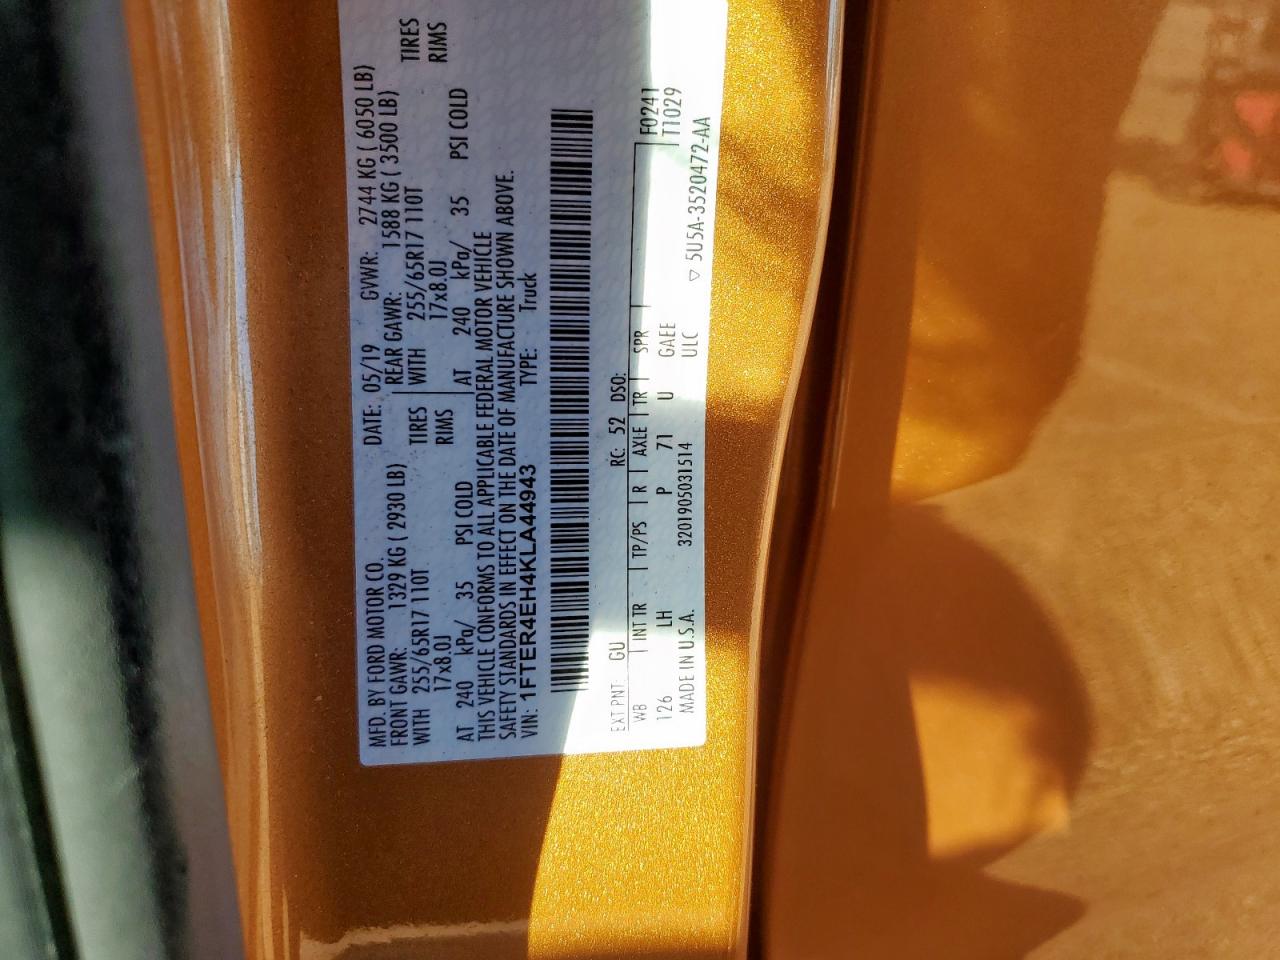 MFD. BY FORD MOTOR CO. DATE: 05/19 GVWR: 2744 KG ( 6050 LB)
FRONT GAWR: 1329 KG ( 2930 LB) REAR GAWR: 1588 KG ( 3500 LB)
WITH 255/65R17 110T TIRES WITH 255/65R17 110T TIRES
17x8.0J RIMS 17x8.0J RIMS
AT 240 kPa/ 35 PSI COLD AT 240 kPa/ 35 PSI COLD
THIS VEHICLE CONFORMS TO ALL APPLICABLE FEDERAL MOTOR VEHICLE
SAFETY STANDARDS IN EFFECT ON THE DATE OF MANUFACTURE SHOWN ABOVE.
VIN: 1FTER4EH4KLA44943 TYPE: Truck
EXT PNT: GU RC: 52 DSO:
WB INT TR TP/PS R AXLE TR SPR F0241
126 LH P 71 U GAEE T1029
MADE IN U.S.A. 3201905031514 ULC
▽ 5U5A-3520472-AA